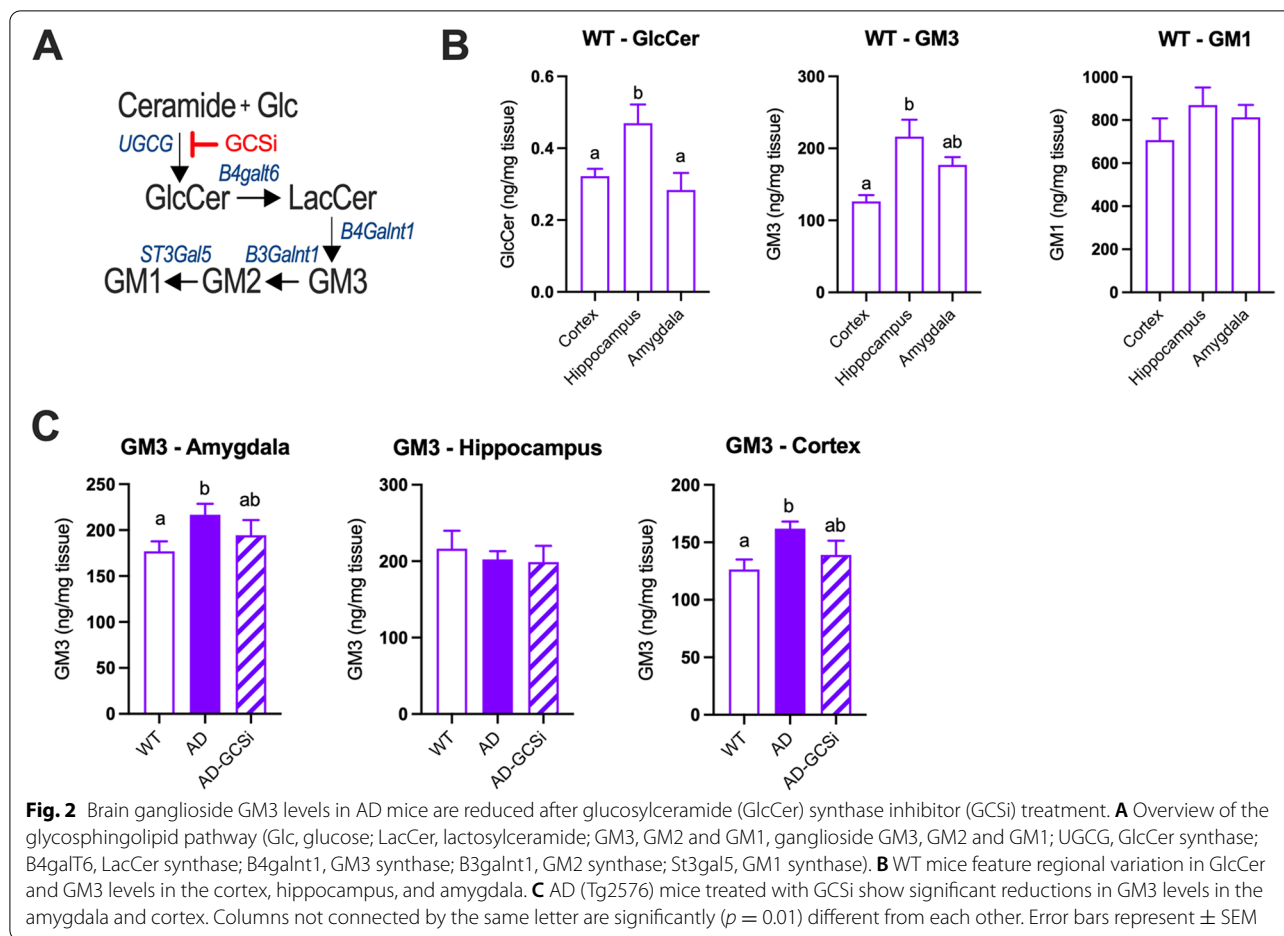 A
Ceramide + Glc
UGCG
GCSi
B4galt6
GlcCer
LacCer
B4Galnt1
ST3Gal5
B3Galnt1
GM1
GM2
GM3
B
WT - GlcCer
GlcCer (ng/mg tissue)
0.6
0.4
0.2
0.0
a
b
a
Cortex
Hippocampus
Amygdala
WT - GM3
GM3 (ng/mg tissue)
300
200
100
0
a
b
ab
Cortex
Hippocampus
Amygdala
WT - GM1
GM1 (ng/mg tissue)
1000
800
600
400
200
0
Cortex
Hippocampus
Amygdala
C
GM3 - Amygdala
GM3 (ng/mg tissue)
250
200
150
100
50
0
a
b
ab
WT
AD
AD-GCSi
GM3 - Hippocampus
GM3 (ng/mg tissue)
300
200
100
0
WT
AD
AD-GCSi
GM3 - Cortex
GM3 (ng/mg tissue)
200
150
100
50
0
a
b
ab
WT
AD
AD-GCSi
Fig. 2 Brain ganglioside GM3 levels in AD mice are reduced after glucosylceramide (GlcCer) synthase inhibitor (GCSi) treatment. A Overview of the
glycosphingolipid pathway (Glc, glucose; LacCer, lactosylceramide; GM3, GM2 and GM1, ganglioside GM3, GM2 and GM1; UGCG, GlcCer synthase;
B4galT6, LacCer synthase; B4galnt1, GM3 synthase; B3galnt1, GM2 synthase; St3gal5, GM1 synthase). B WT mice feature regional variation in GlcCer
and GM3 levels in the cortex, hippocampus, and amygdala. C AD (Tg2576) mice treated with GCSi show significant reductions in GM3 levels in the
amygdala and cortex. Columns not connected by the same letter are significantly (p = 0.01) different from each other. Error bars represent ± SEM